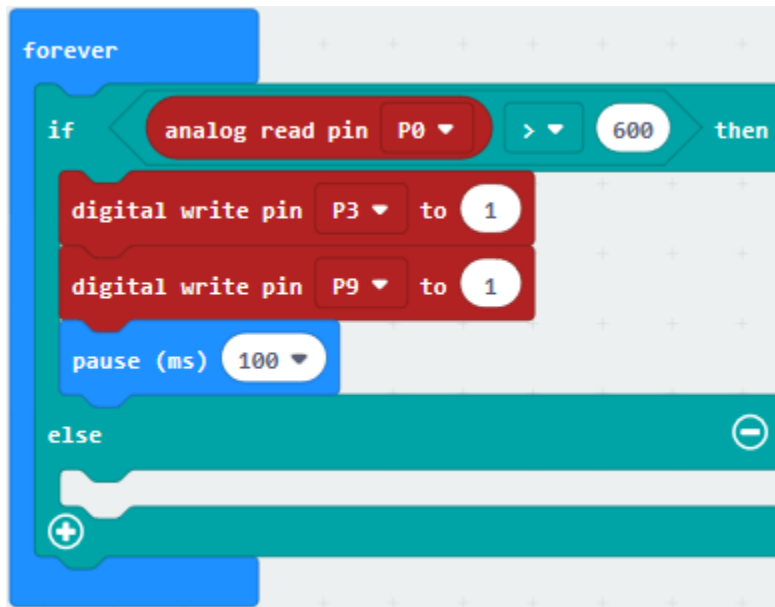 forever
if analog read pin P0 > 600 then
digital write pin P3 to 1
digital write pin P9 to 1
pause (ms) 100
else